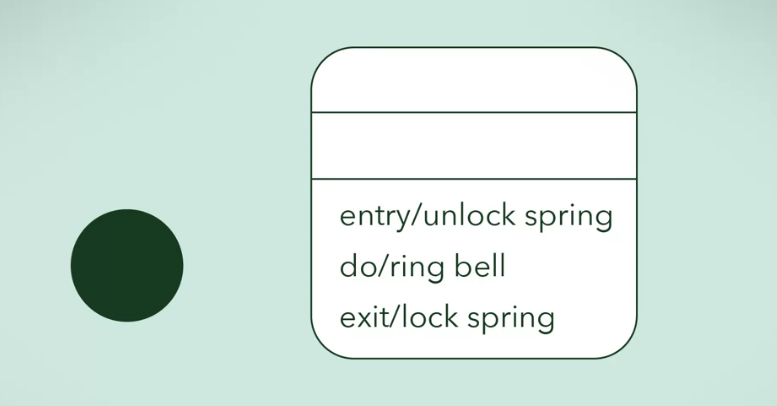 entry/unlock spring
do/ring bell
exit/lock spring